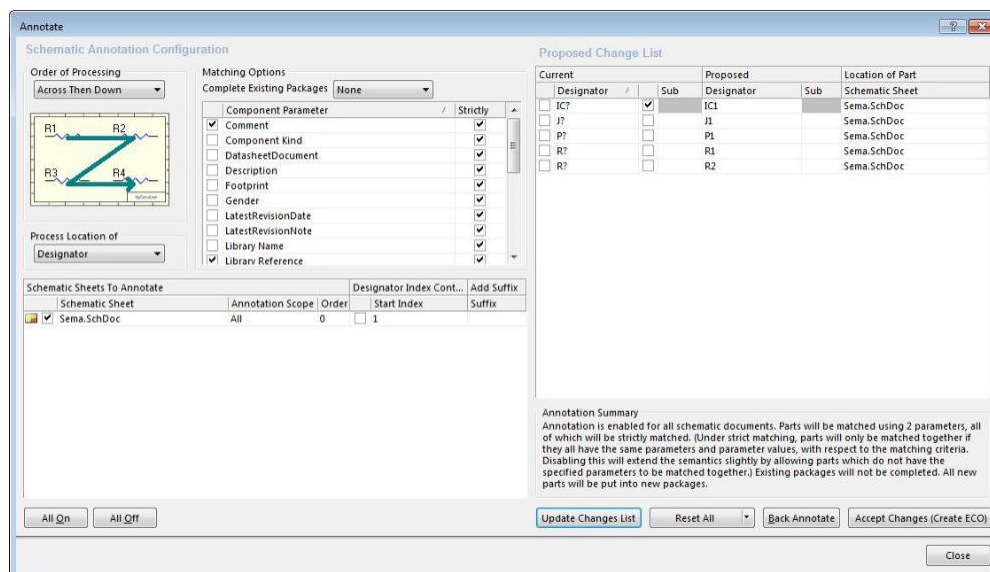 Annotate
Schematic Annotation Configuration
Order of Processing
Across Then Down
R1 R2
R3 R4
Process Location of
Designator
Matching Options
Complete Existing Packages None
Component Parameter Strictly
Comment
Component Kind
DatasheetDocument
Description
Footprint
Gender
LatestRevisionDate
LatestRevisionNote
Library Name
Library Reference
Schematic Sheets To Annotate Designator Index Cont... Add Suffix
Schematic Sheet Annotation Scope Order Start Index Suffix
Sema.SchDoc All 0 1
All On All Off
Proposed Change List
Current Proposed Location of Part
Designator Sub Designator Sub Schematic Sheet
IC? IC1 Sema.SchDoc
J? J1 Sema.SchDoc
P? P1 Sema.SchDoc
R? R1 Sema.SchDoc
R? R2 Sema.SchDoc
Annotation Summary
Annotation is enabled for all schematic documents. Parts will be matched using 2 parameters, all
of which will be strictly matched. (Under strict matching, parts will only be matched together if
they all have the same parameters and parameter values, with respect to the matching criteria.
Disabling this will extend the semantics slightly by allowing parts which do not have the
specified parameters to be matched together.) Existing packages will not be completed. All new
parts will be put into new packages.
Update Changes List Reset All Back Annotate Accept Changes (Create ECO)
Close